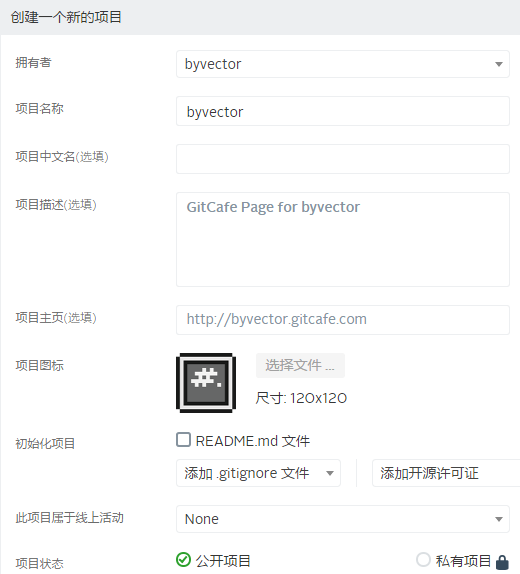 创建一个新的项目
拥有者 byvector
项目名称 byvector
项目中文名(选填)
项目描述(选填) GitCafe Page for byvector
项目主页(选填) http://byvector.gitcafe.com
项目图标 #. 选择文件 ...
尺寸: 120x120
初始化项目 README.md 文件
添加 .gitignore 文件 添加开源许可证
此项目属于线上活动 None
项目状态 公开项目 私有项目